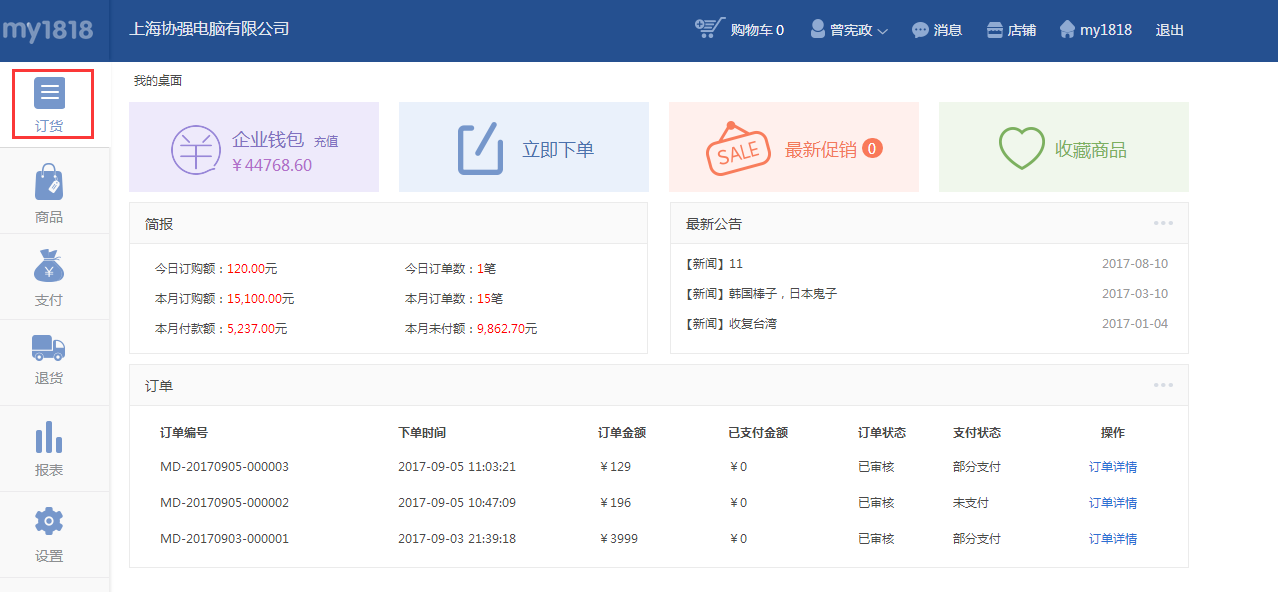 my1818 上海协强电脑有限公司 购物车 0 曾宪政 消息 店铺 my1818 退出
订货
商品
支付
退货
报表
设置
我的桌面
企业钱包 充值
￥44768.60
立即下单
SALE 最新促销 0
收藏商品
简报
今日订购额：120.00元 今日订单数：1笔
本月订购额：15,100.00元 本月订单数：15笔
本月付款额：5,237.00元 本月未付额：9,862.70元
最新公告
【新闻】11 2017-08-10
【新闻】韩国棒子，日本鬼子 2017-03-10
【新闻】收复台湾 2017-01-04
订单
订单编号 下单时间 订单金额 已支付金额 订单状态 支付状态 操作
MD-20170905-000003 2017-09-05 11:03:21 ￥129 ￥0 已审核 部分支付 订单详情
MD-20170905-000002 2017-09-05 10:47:09 ￥196 ￥0 已审核 未支付 订单详情
MD-20170903-000001 2017-09-03 21:39:18 ￥3999 ￥0 已审核 部分支付 订单详情